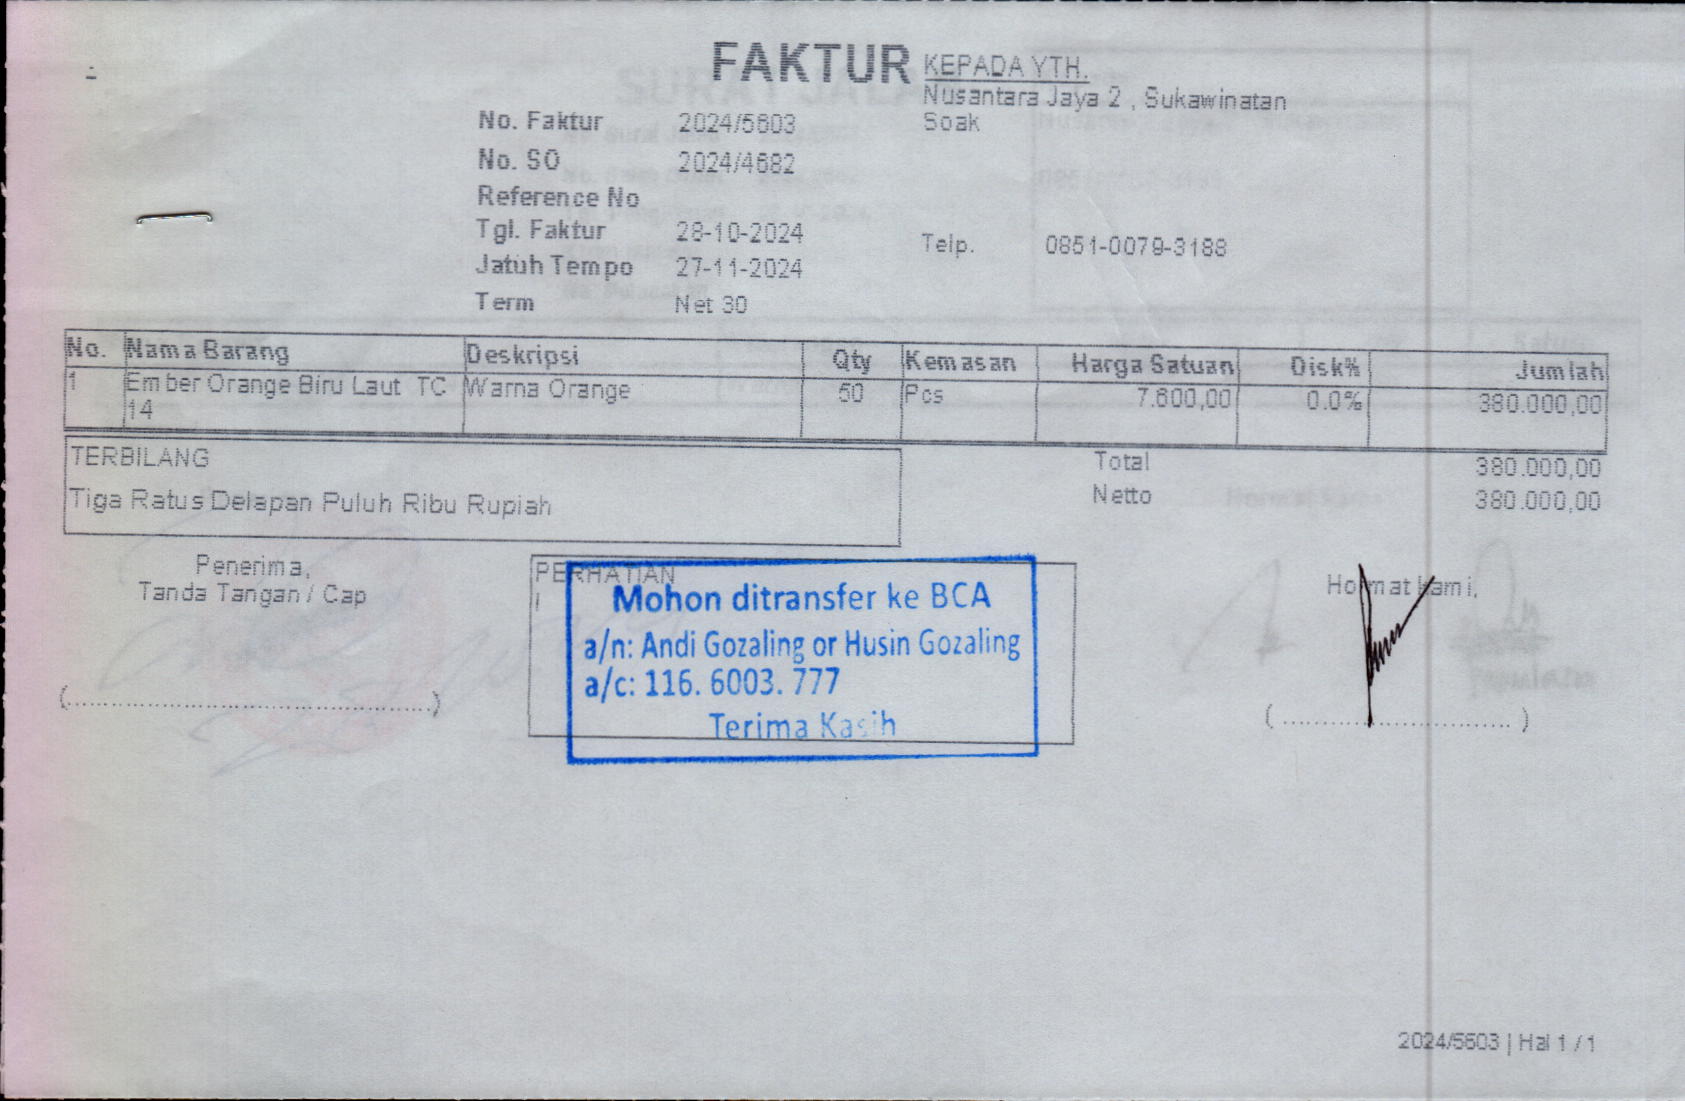 FAKTUR
KEPADA YTH.
Nusantara Jaya 2 , Sukawinatan
Soak
No. Faktur 2024/5603
No. SO 2024/4682
Reference No
Tgl. Faktur 28-10-2024
Telp. 0851-0079-3188
Jatuh Tempo 27-11-2024
Term Net 30
No. Nama Barang Deskripsi Qty Kemasan Harga Satuan Disk% Jumlah
1 Ember Orange Biru Laut TC Warna Orange 50 Pcs 7.600,00 0.0% 380.000,00
14
TERBILANG
Tiga Ratus Delapan Puluh Ribu Rupiah
Total 380.000,00
Netto 380.000,00
Penerima,
Tanda Tangan / Cap
PERHATIAN
Mohon ditransfer ke BCA
a/n: Andi Gozaling or Husin Gozaling
a/c: 116. 6003. 777
Terima Kasih
Hormat kami,
2024/5603 | Hal 1 / 1